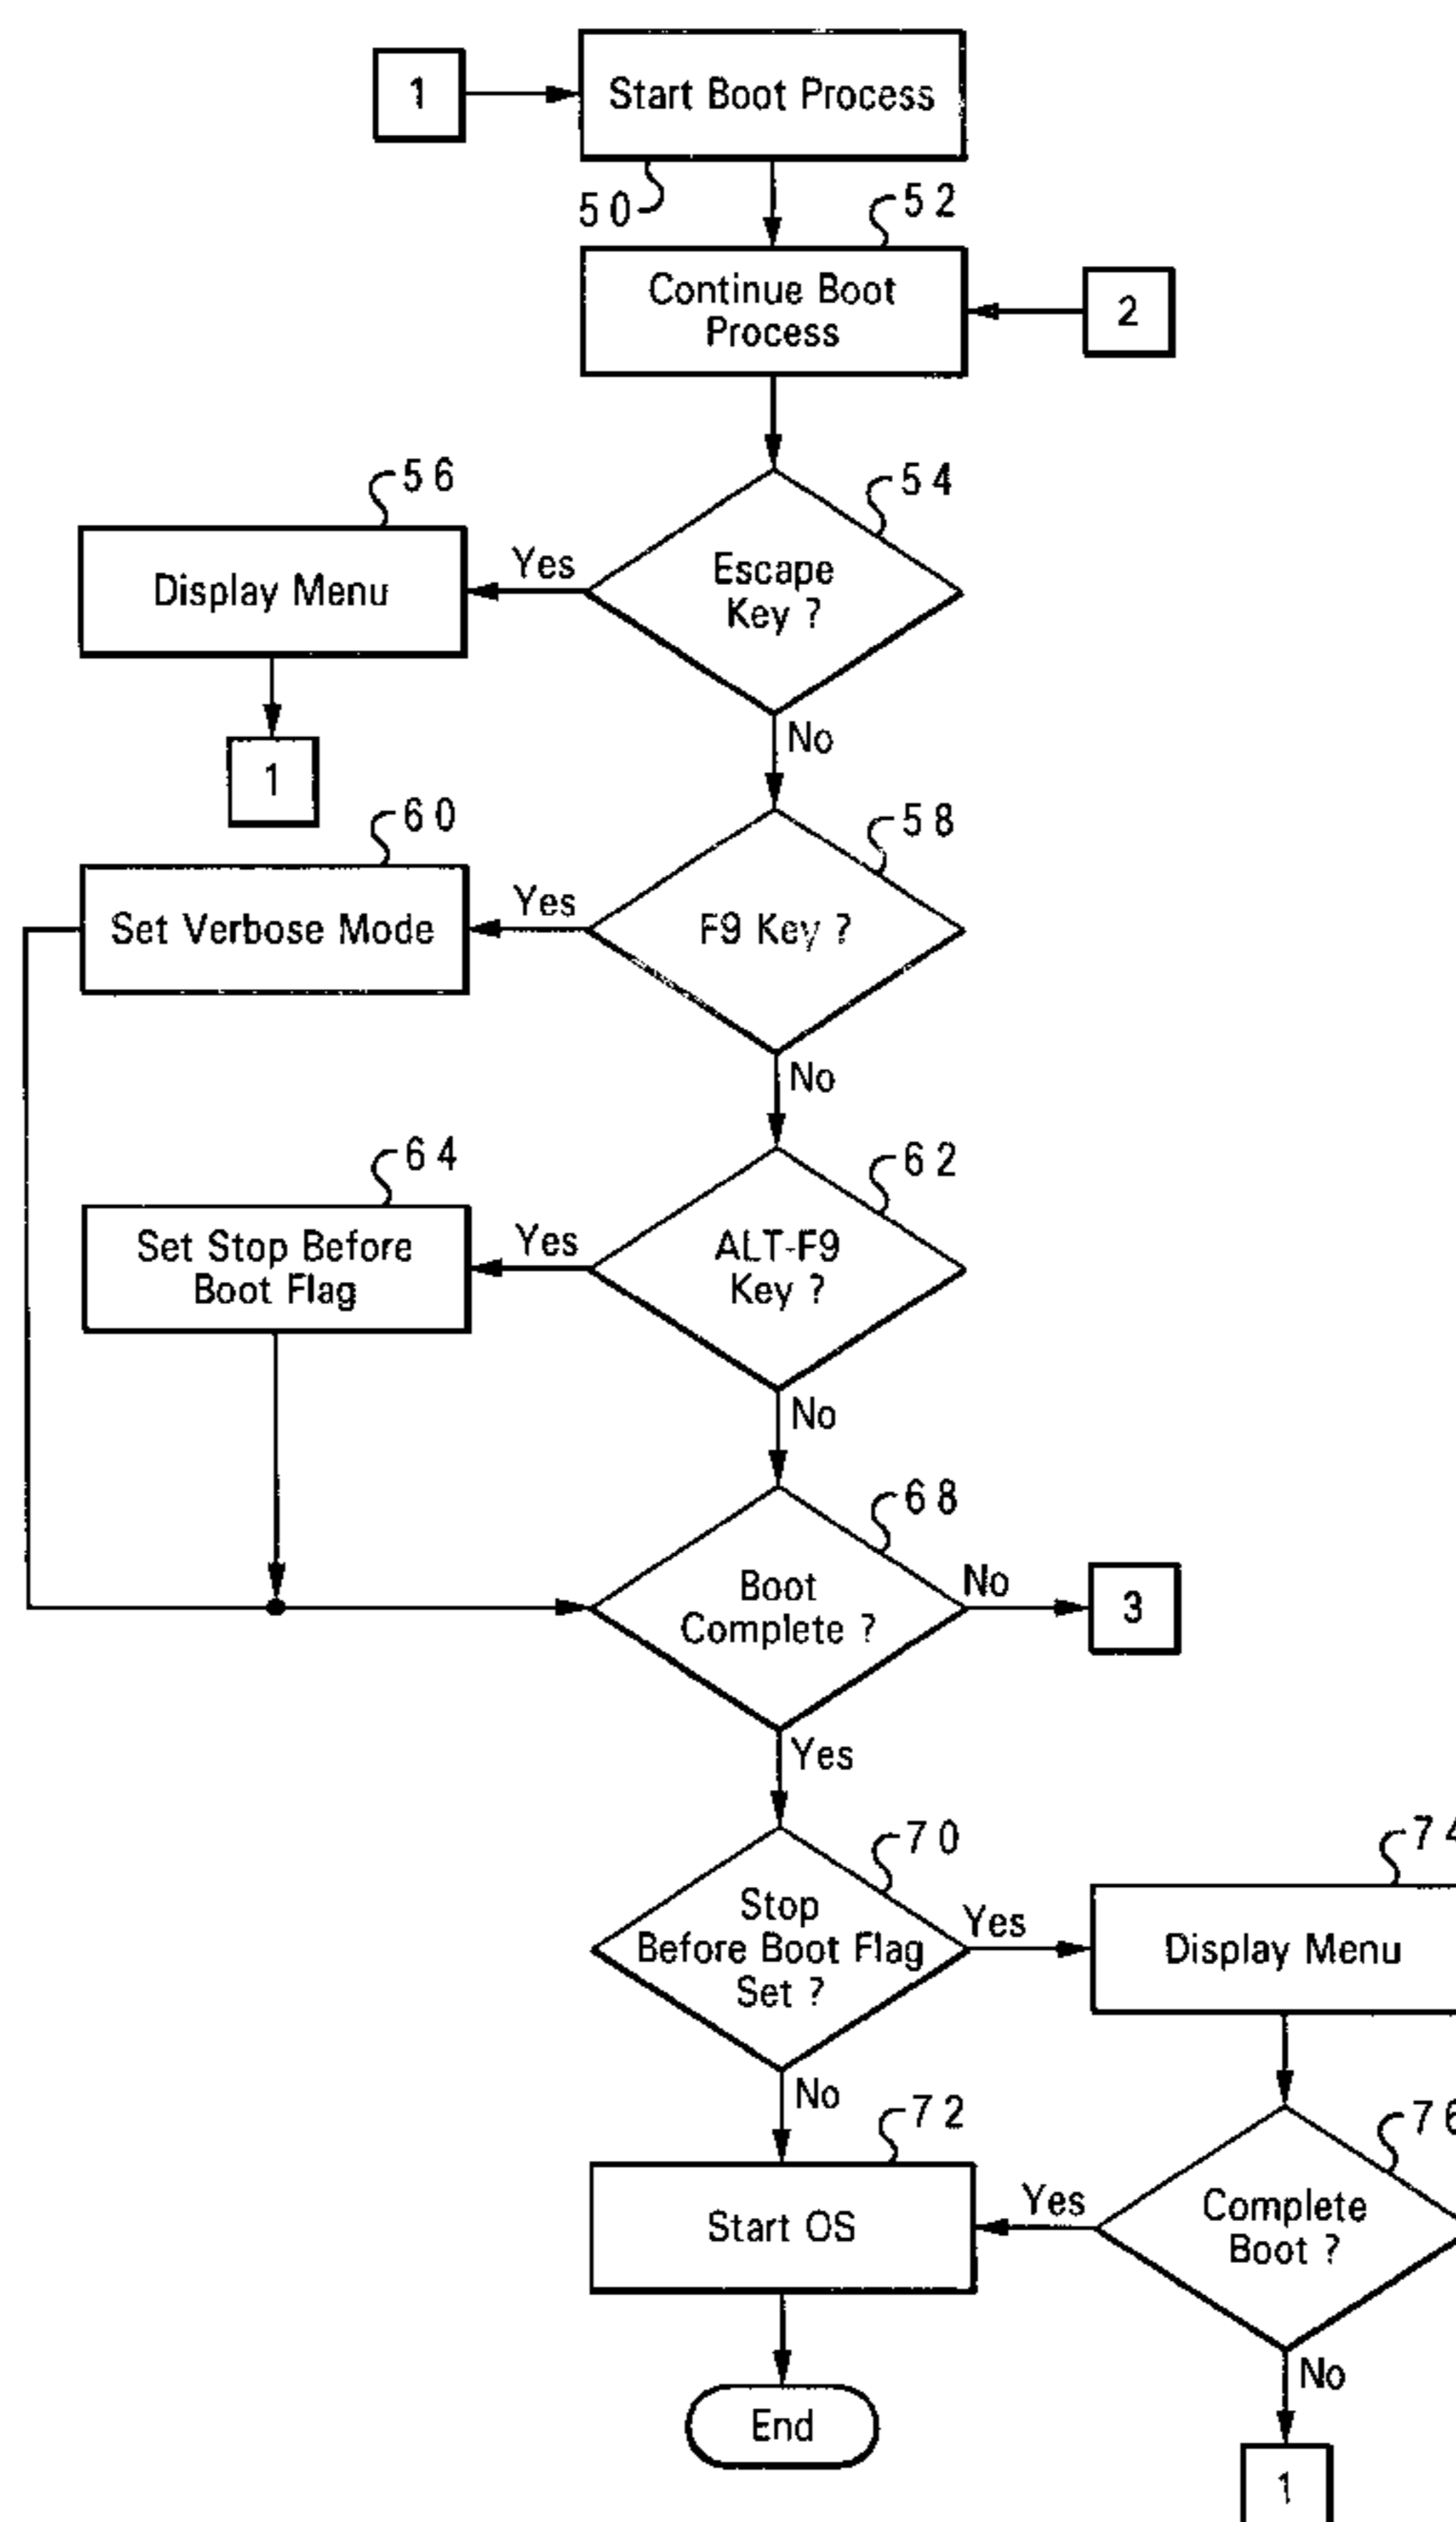 1
Start Boot Process
50
52
Continue Boot
Process
2
54
56
Escape
Key ?
Yes
Display Menu
No
1
58
60
F9 Key ?
Yes
Set Verbose Mode
No
62
64
ALT-F9
Key ?
Yes
Set Stop Before
Boot Flag
No
68
Boot
Complete ?
No
3
Yes
70
Stop
Before Boot Flag
Set ?
Yes
74
Display Menu
No
72
Start OS
Yes
76
Complete
Boot ?
No
End
1